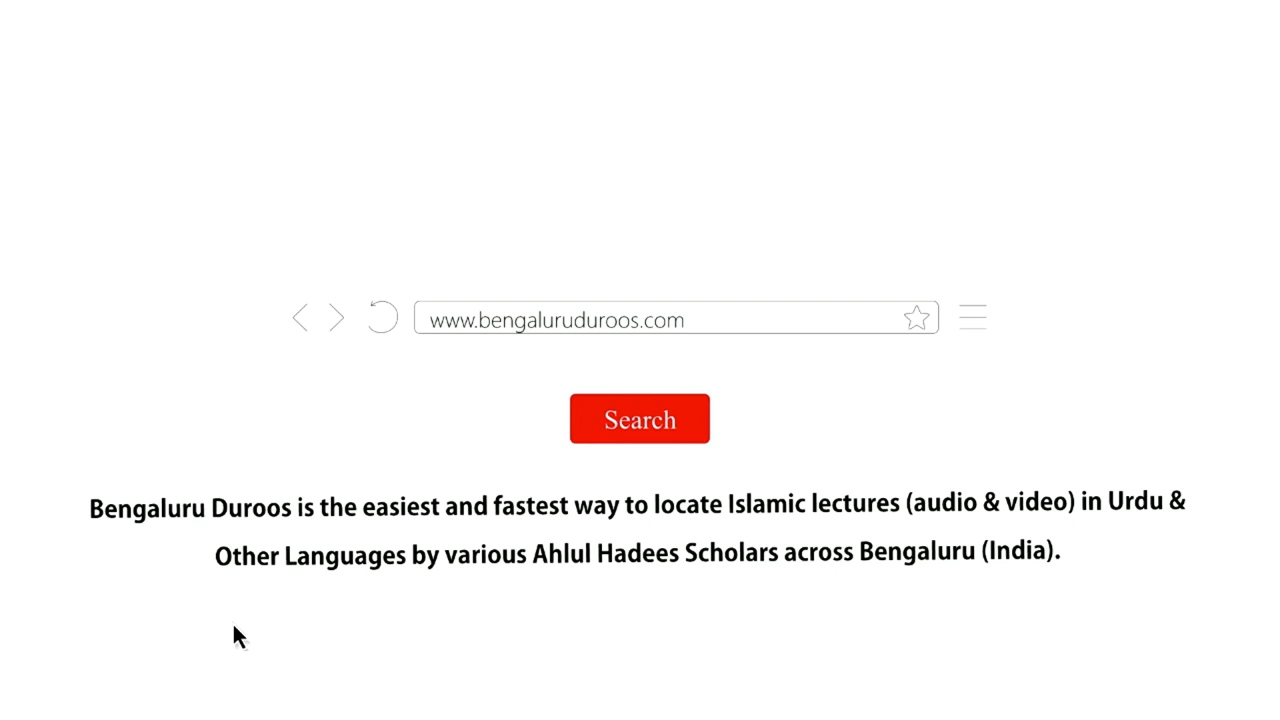 www.bengaluruduroos.com
Search
Bengaluru Duroos is the easiest and fastest way to locate Islamic lectures (audio & video) in Urdu &
Other Languages by various Ahlul Hadees Scholars across Bengaluru (India).